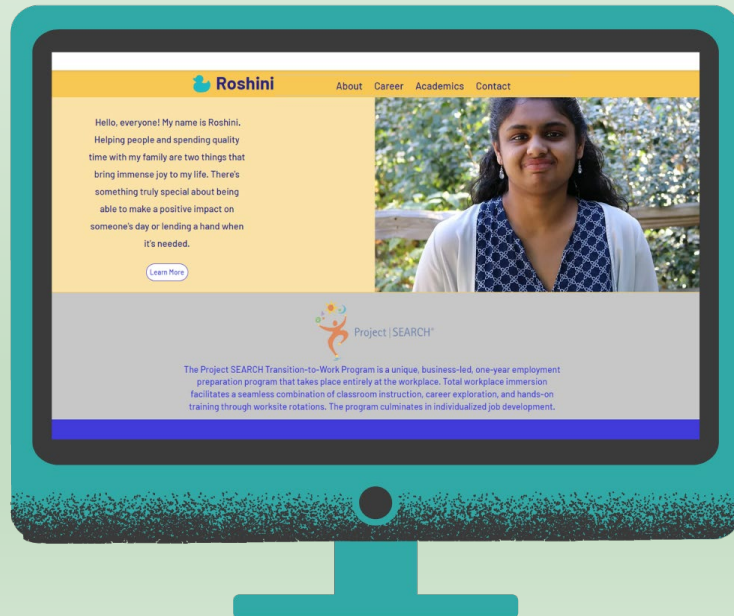 Roshini
About Career Academics Contact
Hello, everyone! My name is Roshini.
Helping people and spending quality
time with my family are two things that
bring immense joy to my life. There's
something truly special about being
able to make a positive impact on
someone's day or lending a hand when
it's needed.
Learn More
Project | SEARCH®
The Project SEARCH Transition-to-Work Program is a unique, business-led, one-year employment
preparation program that takes place entirely at the workplace. Total workplace immersion
facilitates a seamless combination of classroom instruction, career exploration, and hands-on
training through worksite rotations. The program culminates in individualized job development.